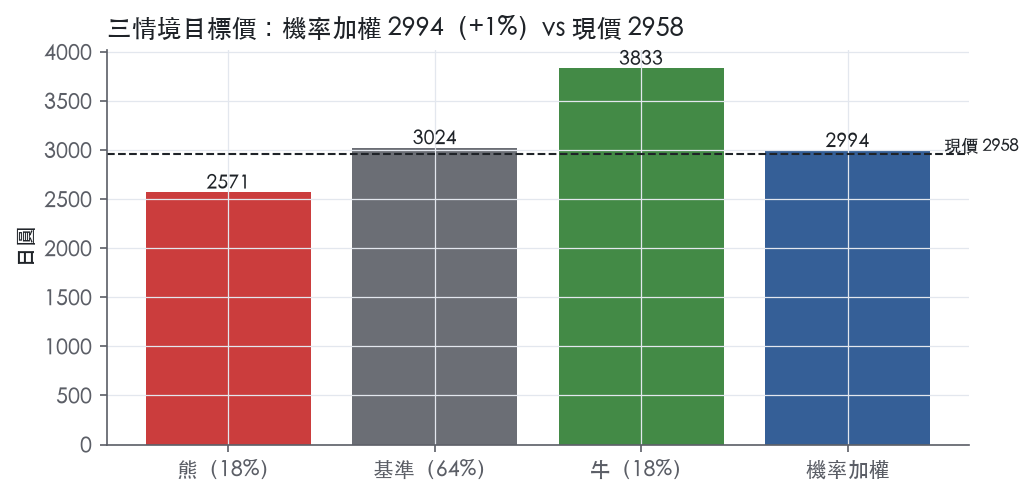 三情境目標價：機率加權 2994（+1%）vs 現價 2958
日圓
4000
3500
3000
2500
2000
1500
1000
500
0
2571
3024
3833
2994
現價 2958
熊（18%）
基準（64%）
牛（18%）
機率加權